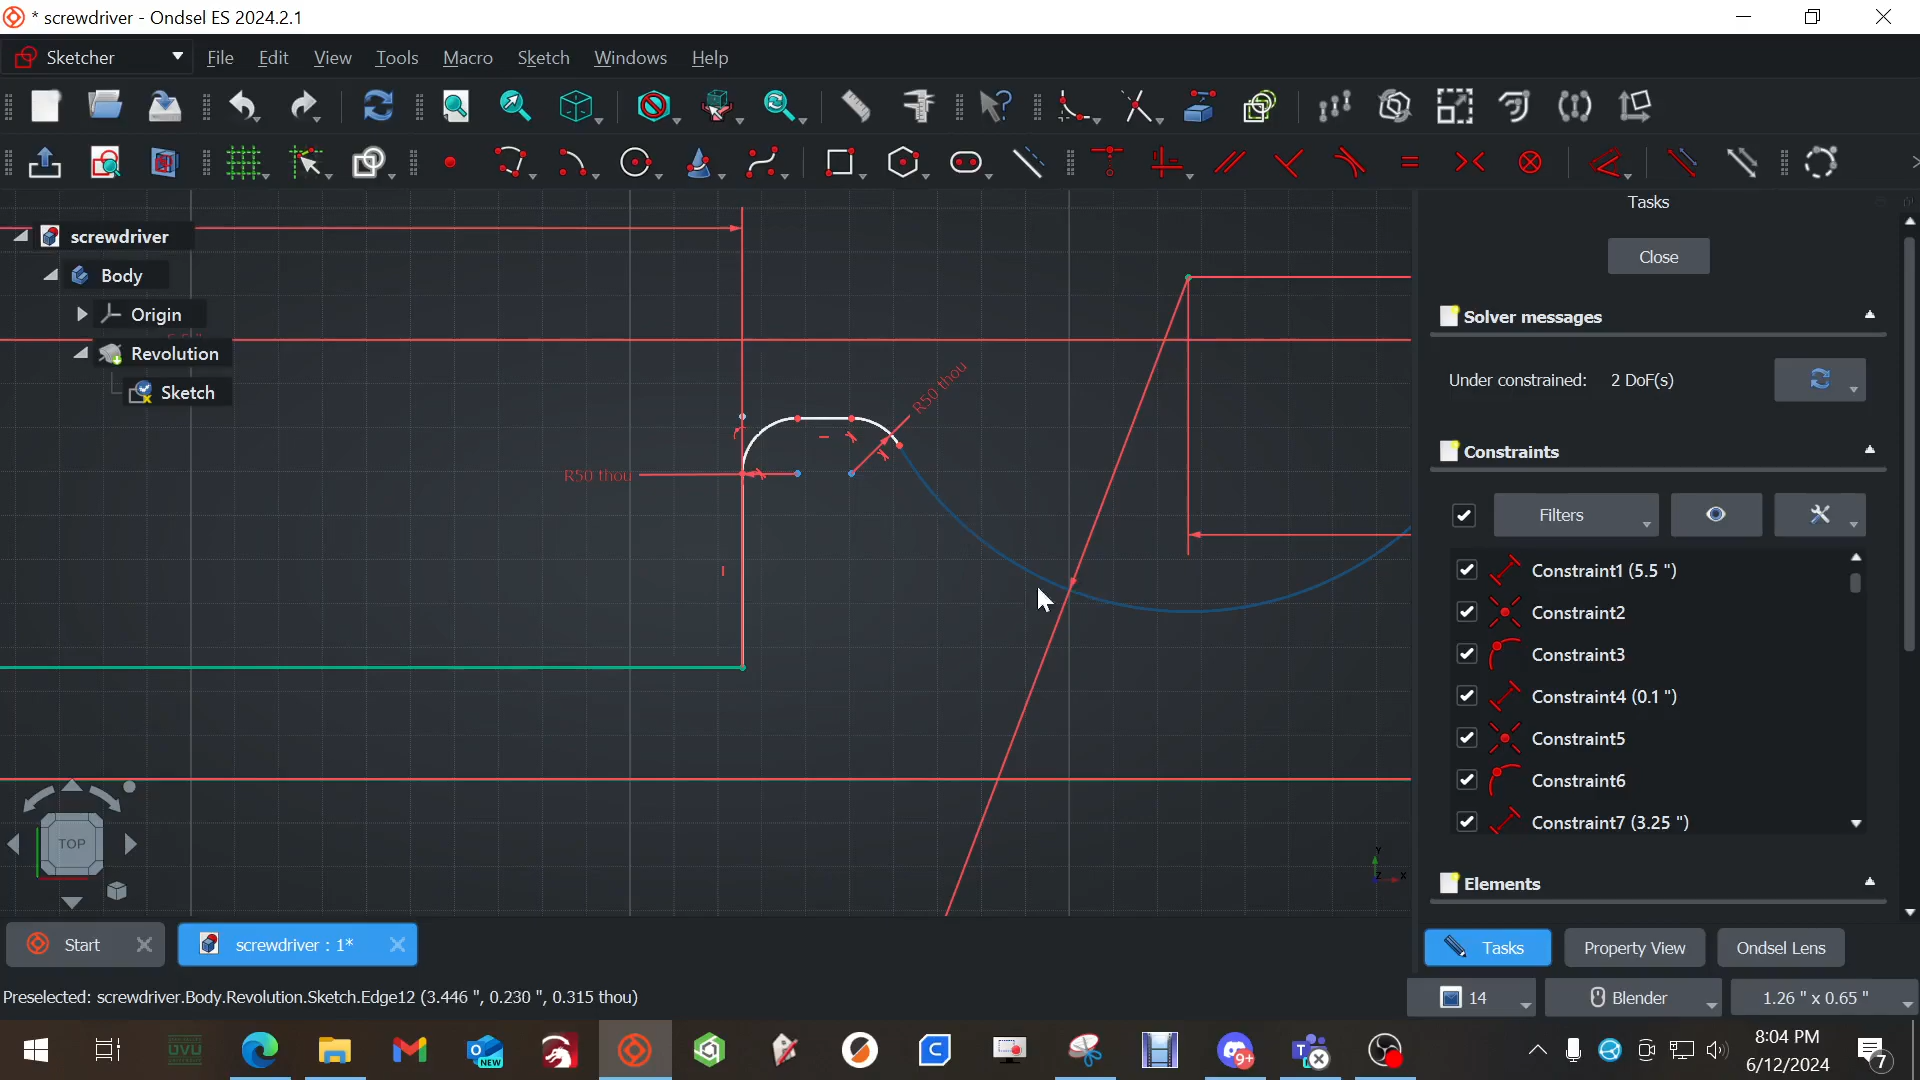 * screwdriver - Ondsel ES 2024.2.1
Sketcher File Edit View Tools Macro Sketch Windows Help
screwdriver
Body
Origin
Revolution
Sketch
R50 thou
R50 thou
TOP
Y
Z
X
Tasks
Close
Solver messages
Under constrained: 2 DoF(s)
Constraints
Filters
Constraint1 (5.5 ")
Constraint2
Constraint3
Constraint4 (0.1 ")
Constraint5
Constraint6
Constraint7 (3.25 ")
Elements
Start
screwdriver : 1*
Tasks Property View Ondsel Lens
Preselected: screwdriver.Body.Revolution.Sketch.Edge12 (3.446 ", 0.230 ", 0.315 thou)
14 Blender 1.26 " x 0.65 "
UVU
NEW
9+
8:04 PM
6/12/2024
7